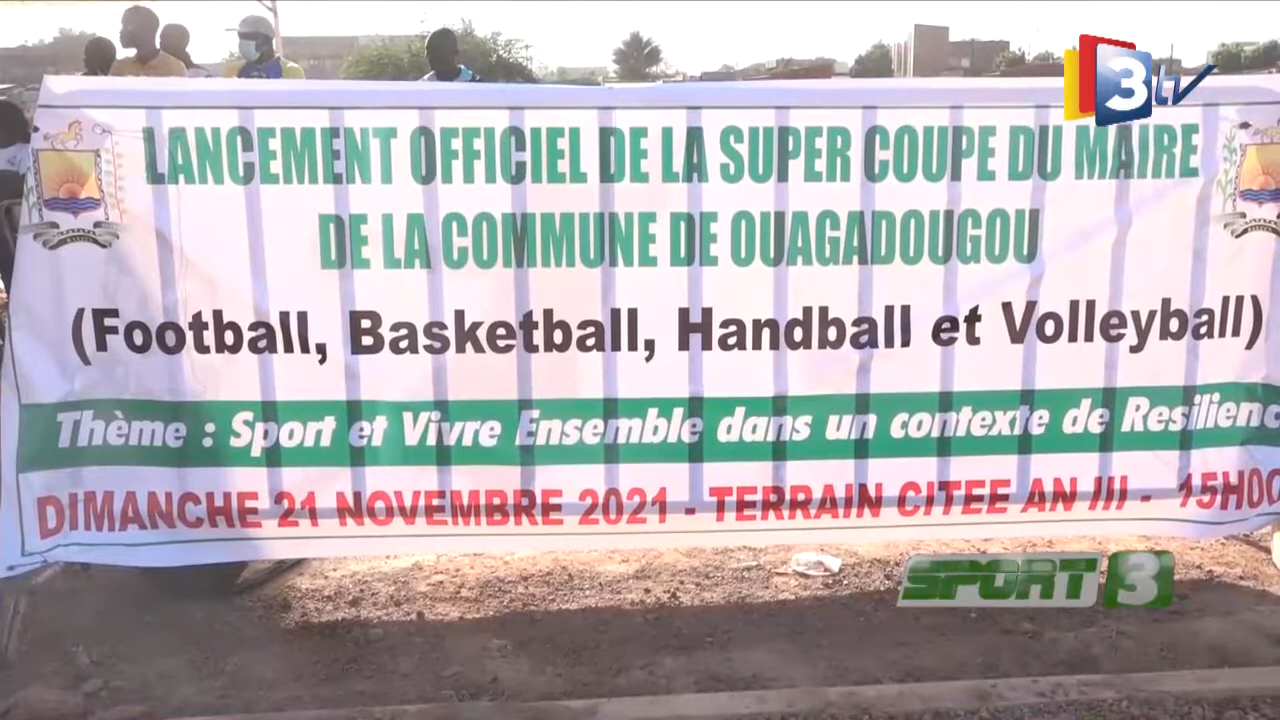 3tv
LANCEMENT OFFICIEL DE LA SUPER COUPE DU MAIRE
DE LA COMMUNE DE OUAGADOUGOU
(Football, Basketball, Handball et Volleyball)
Thème : Sport et Vivre Ensemble dans un contexte de Resilienc
DIMANCHE 21 NOVEMBRE 2021 - TERRAIN CITEE AN III - 15H00
SPORT 3